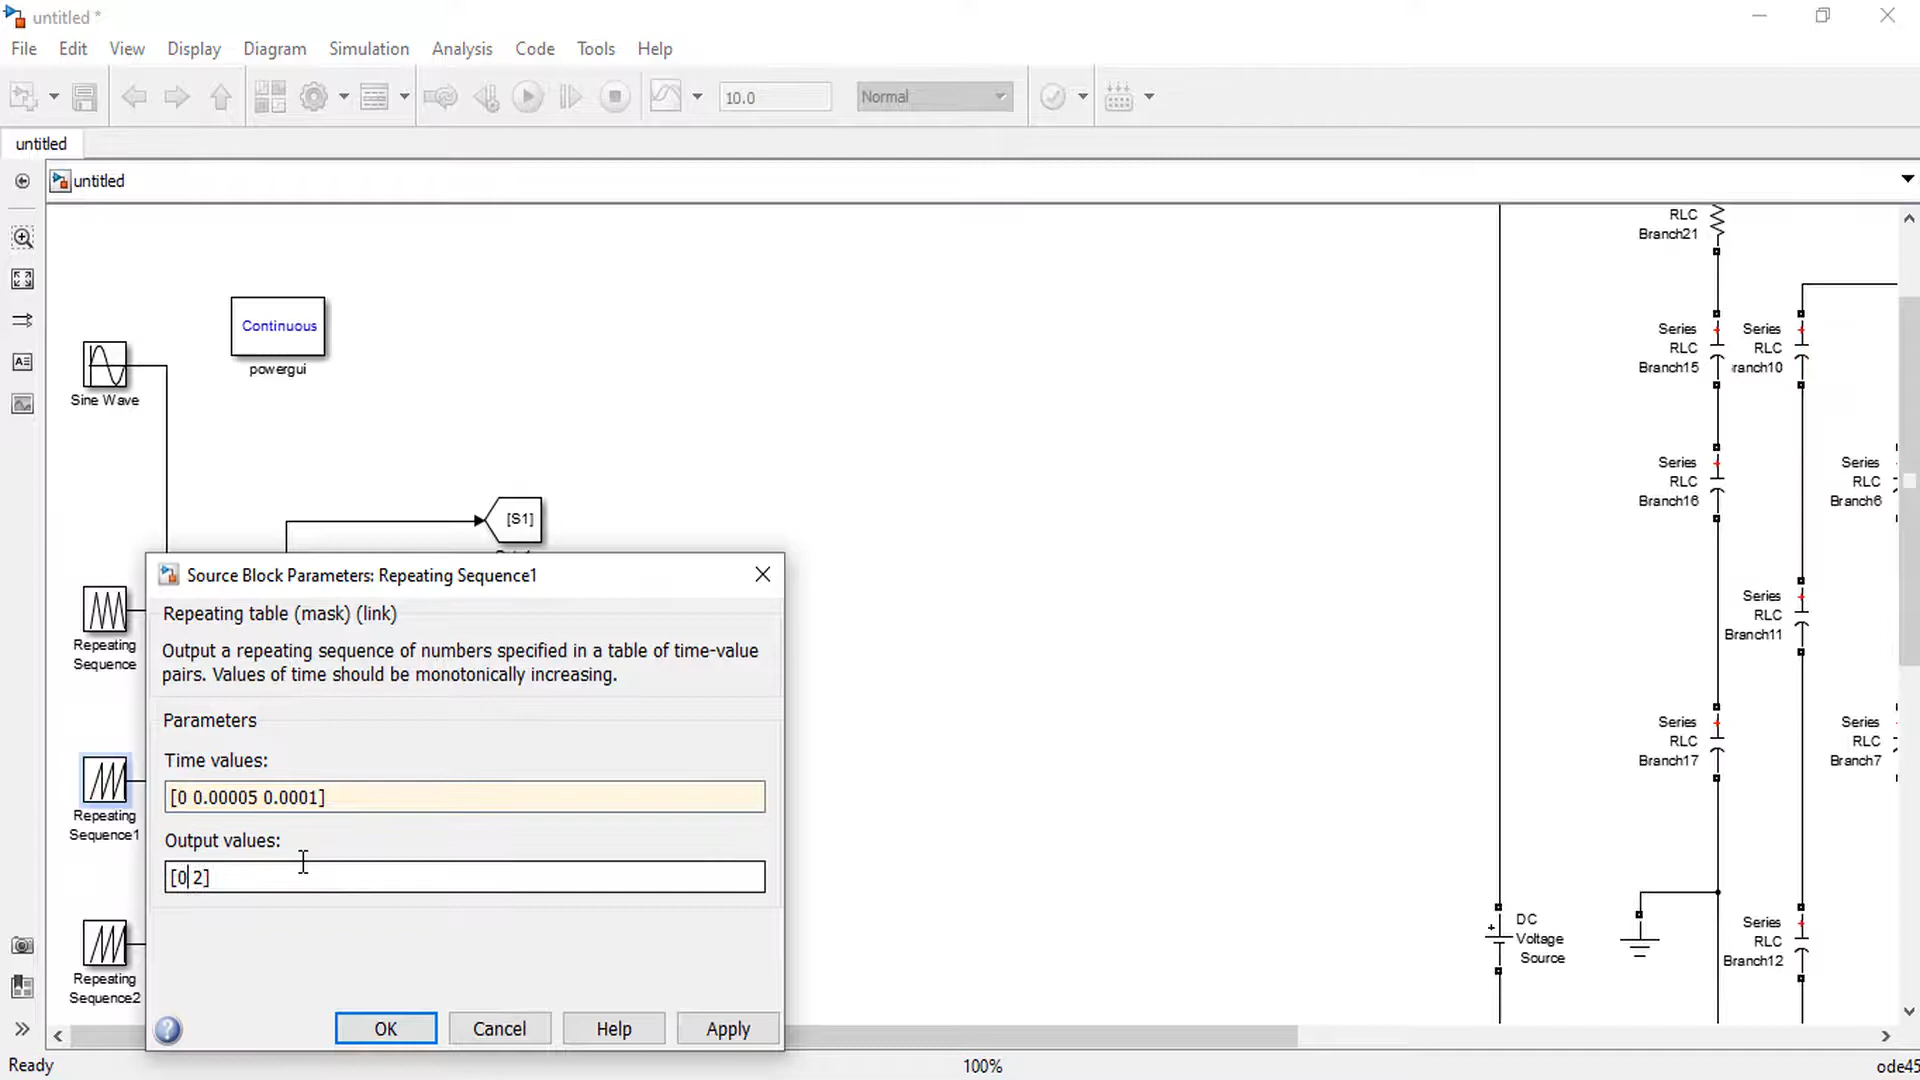 untitled *
File Edit View Display Diagram Simulation Analysis Code Tools Help
10.0
Normal
untitled
untitled
RLC
Branch21
Continuous
powergui
Sine Wave
Series
RLC
Branch15
Series
RLC
ranch10
Series
RLC
Branch16
Series
RLC
Branch6
[S1]
Source Block Parameters: Repeating Sequence1
Repeating table (mask) (link)
Output a repeating sequence of numbers specified in a table of time-value
pairs. Values of time should be monotonically increasing.
Parameters
Time values:
[0 0.00005 0.0001]
Output values:
[0 2]
OK Cancel Help Apply
Repeating
Sequence
Repeating
Sequence1
Repeating
Sequence2
Series
RLC
Branch11
Series
RLC
Branch17
Series
RLC
Branch7
DC
Voltage
Source
Series
RLC
Branch12
Ready
100%
ode45